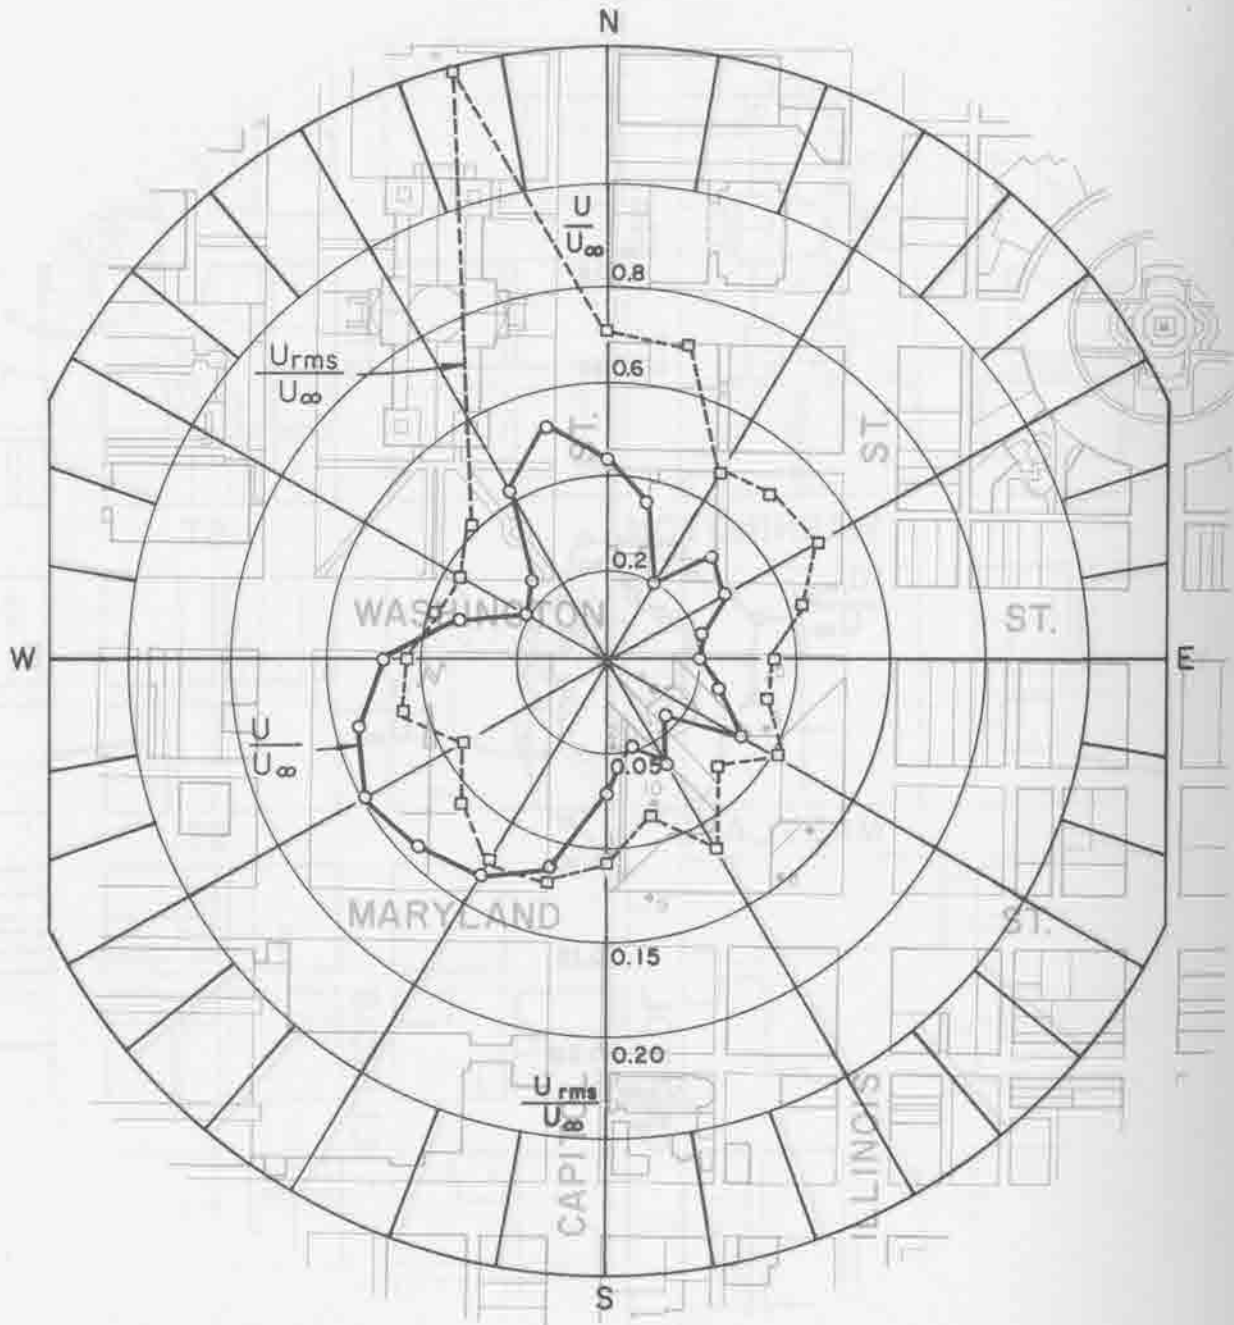 N
U
U∞
0.8
Urms
U∞
0.6
ST.
ST
0.2
WASHINGTON
ST.
W
E
U
U∞
0.05
10
MARYLAND
ST.
0.15
0.20
Urms
U∞
CAPITOL
ILLINOIS
S